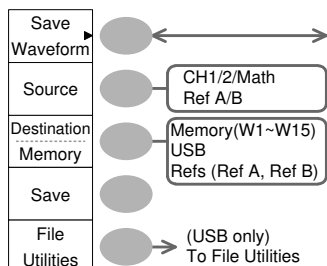 Save
Waveform
Source
CH1/2/Math
Ref A/B
Destination
Memory
Memory(W1~W15)
USB
Refs (Ref A, Ref B)
Save
File
Utilities
(USB only)
To File Utilities